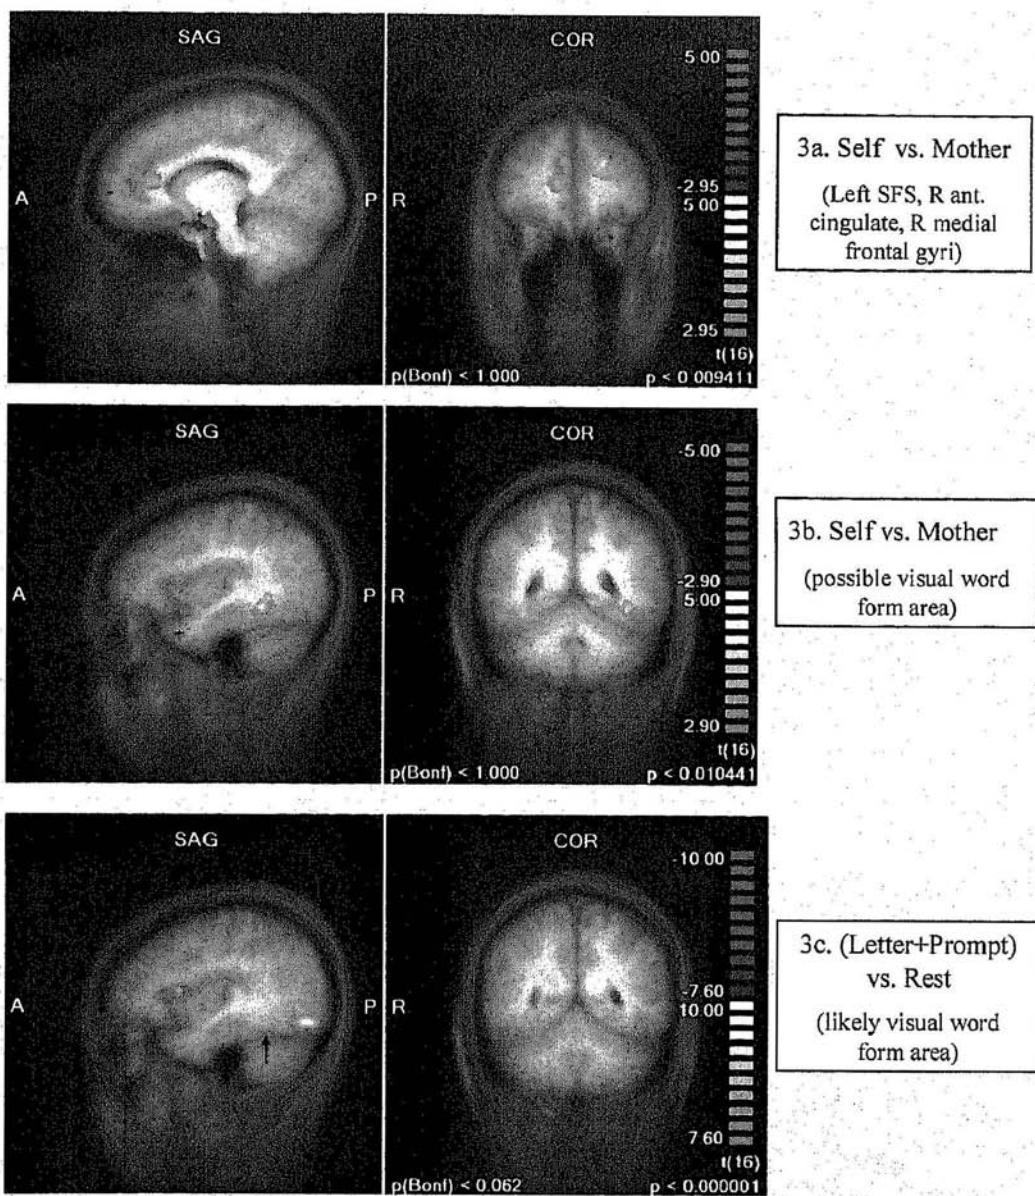 SAG
COR
5 00
A
P
R
-2.95
5.00
2.95
t(16)
p(Bonf) < 1 000
p < 0 009411
3a. Self vs. Mother
(Left SFS, R ant.
cingulate, R medial
frontal gyri)
SAG
COR
-5.00
A
P
R
-2.90
5.00
2.90
t(16)
p(Bonf) < 1.000
p < 0.010441
3b. Self vs. Mother
(possible visual word
form area)
SAG
COR
-10 00
A
P
R
-7.60
10.00
7 60
t(16)
p(Bonf) < 0.062
p < 0.000001
3c. (Letter+Prompt)
vs. Rest
(likely visual word
form area)